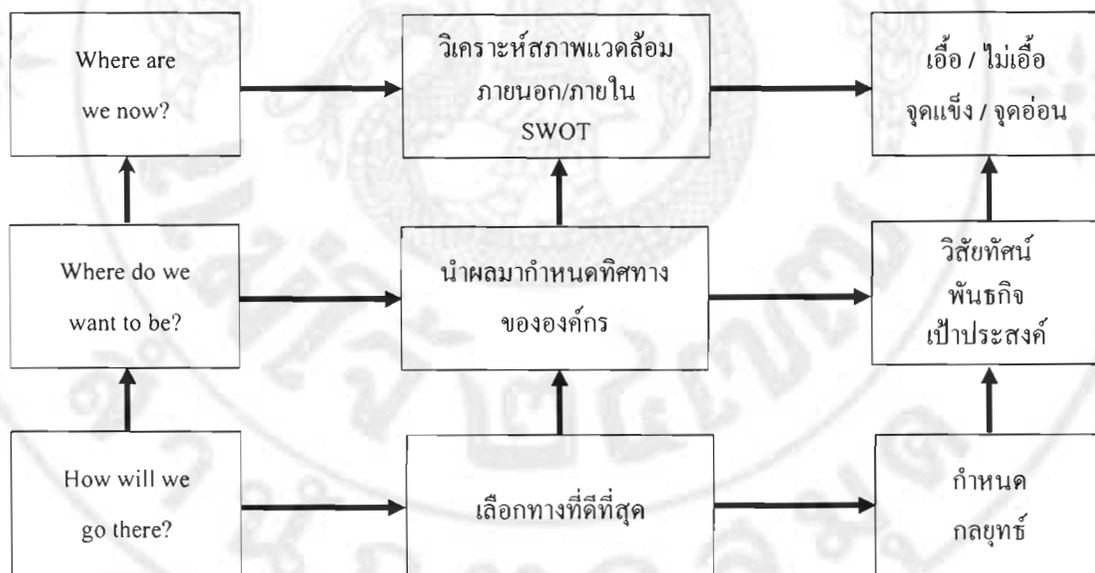 Where are
we now?
วิเคราะห์สภาพแวดล้อม
ภายนอก/ภายใน
SWOT
เอื้อ / ไม่เอื้อ
จุดแข็ง / จุดอ่อน
Where do we
want to be?
นำผลมากำหนดทิศทาง
ขององค์กร
วิสัยทัศน์
พันธกิจ
เป้าประสงค์
How will we
go there?
เลือกทางที่ดีที่สุด
กำหนด
กลยุทธ์